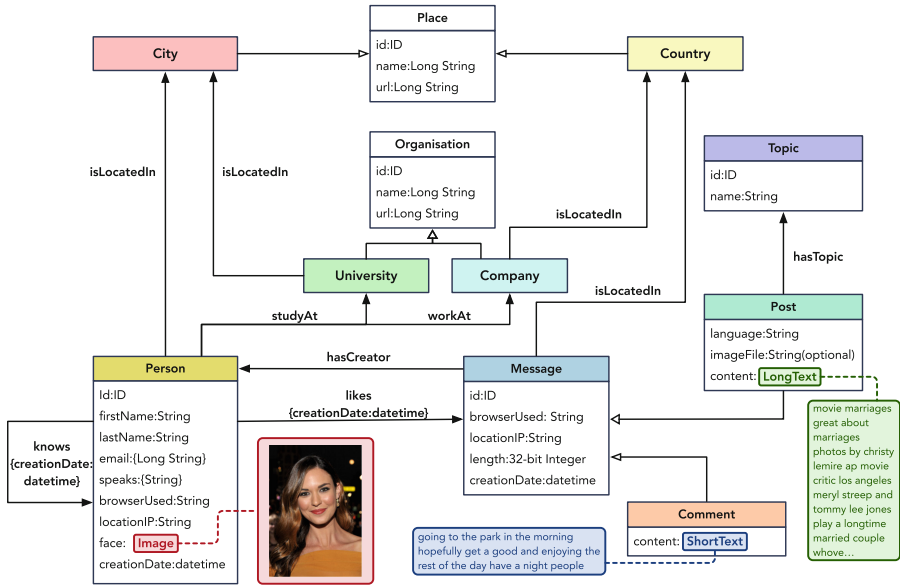 Place
id:ID
name:Long String
url:Long String
City
Country
Organisation
id:ID
name:Long String
url:Long String
Topic
id:ID
name:String
isLocatedIn
isLocatedIn
isLocatedIn
hasTopic
University
Company
isLocatedIn
studyAt
workAt
Post
language:String
imageFile:String(optional)
content: LongText
hasCreator
Person
Id:ID
firstName:String
lastName:String
email:{Long String}
speaks:{String}
browserUsed:String
locationIP:String
face: Image
creationDate:datetime
knows
{creationDate:
datetime}
likes
{creationDate:datetime}
Message
id:ID
browserUsed: String
locationIP:String
length:32-bit Integer
creationDate:datetime
movie marriages
great about
marriages
photos by christy
lemire ap movie
critic los angeles
meryl streep and
tommy lee jones
play a longtime
married couple
whove...
Comment
content: ShortText
going to the park in the morning
hopefully get a good and enjoying the
rest of the day have a night people